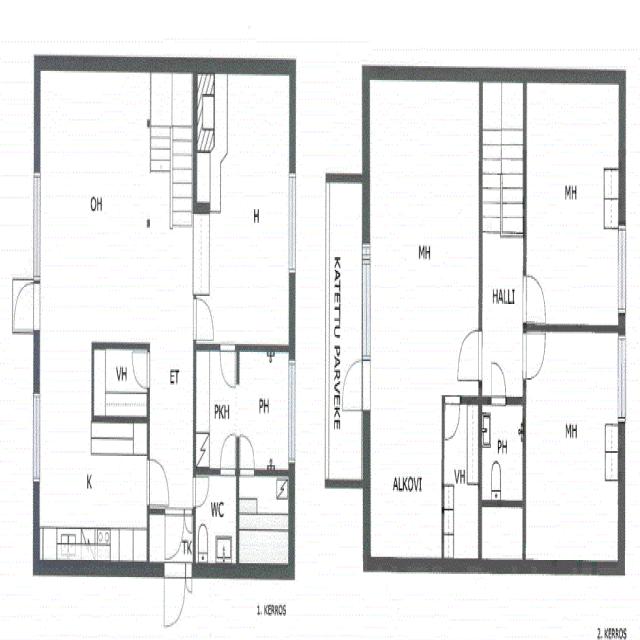 OH
H
VH
ET
PKH
PH
K
WC
TK
1. KERROS
MH
MH
HALLI
KATETTU PARVEKE
MH
PH
VH
ALKOVI
2. KERROS